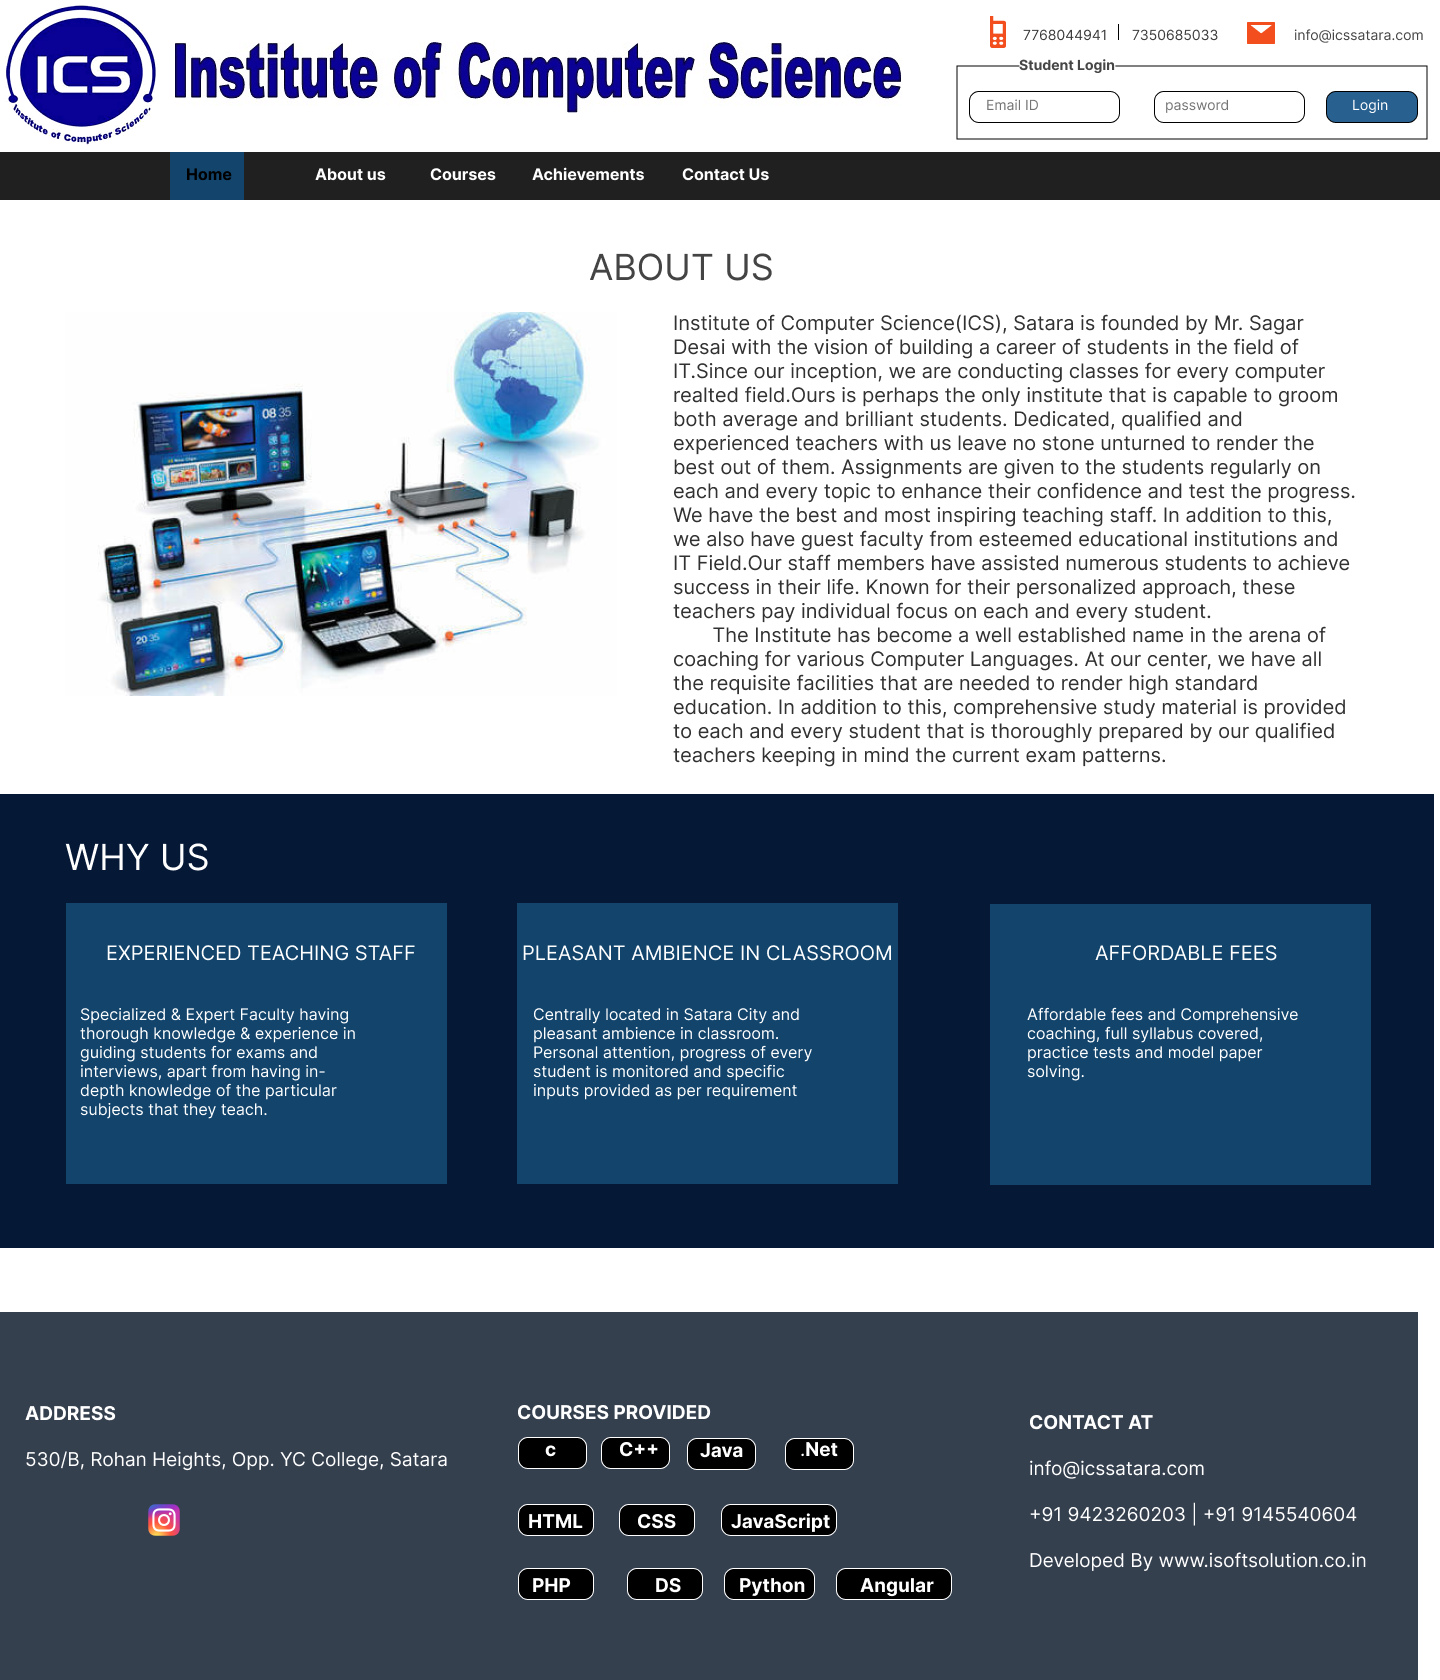 ICS
Institute of Computer Science.
Institute of Computer Science
7768044941 | 7350685033
info@icssatara.com
Student Login
Email ID
password
Login
Home
About us
Courses
Achievements
Contact Us
ABOUT US
08 35
20 35
Institute of Computer Science(ICS), Satara is founded by Mr. Sagar
Desai with the vision of building a career of students in the field of
IT.Since our inception, we are conducting classes for every computer
realted field.Ours is perhaps the only institute that is capable to groom
both average and brilliant students. Dedicated, qualified and
experienced teachers with us leave no stone unturned to render the
best out of them. Assignments are given to the students regularly on
each and every topic to enhance their confidence and test the progress.
We have the best and most inspiring teaching staff. In addition to this,
we also have guest faculty from esteemed educational institutions and
IT Field.Our staff members have assisted numerous students to achieve
success in their life. Known for their personalized approach, these
teachers pay individual focus on each and every student.
The Institute has become a well established name in the arena of
coaching for various Computer Languages. At our center, we have all
the requisite facilities that are needed to render high standard
education. In addition to this, comprehensive study material is provided
to each and every student that is thoroughly prepared by our qualified
teachers keeping in mind the current exam patterns.
WHY US
EXPERIENCED TEACHING STAFF
Specialized & Expert Faculty having
thorough knowledge & experience in
guiding students for exams and
interviews, apart from having in-
depth knowledge of the particular
subjects that they teach.
PLEASANT AMBIENCE IN CLASSROOM
Centrally located in Satara City and
pleasant ambience in classroom.
Personal attention, progress of every
student is monitored and specific
inputs provided as per requirement
AFFORDABLE FEES
Affordable fees and Comprehensive
coaching, full syllabus covered,
practice tests and model paper
solving.
ADDRESS
530/B, Rohan Heights, Opp. YC College, Satara
COURSES PROVIDED
c
C++
Java
.Net
HTML
CSS
JavaScript
PHP
DS
Python
Angular
CONTACT AT
info@icssatara.com
+91 9423260203 | +91 9145540604
Developed By www.isoftsolution.co.in